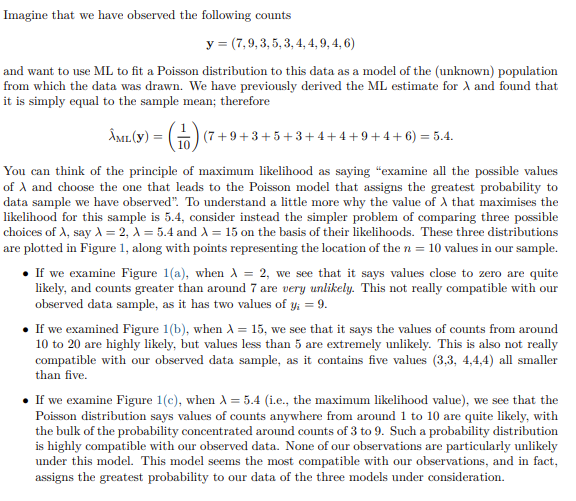 Imagine that we have observed the following counts
y = (7, 9, 3, 5, 3, 4, 4, 9, 4, 6)
and want to use ML to fit a Poisson distribution to this data as a model of the (unknown) population
from which the data was drawn. We have previously derived the ML estimate for λ and found that
it is simply equal to the sample mean; therefore
λ̂ML(y) = (1/10) (7 + 9 + 3 + 5 + 3 + 4 + 4 + 9 + 4 + 6) = 5.4.
You can think of the principle of maximum likelihood as saying “examine all the possible values
of λ and choose the one that leads to the Poisson model that assigns the greatest probability to
data sample we have observed”. To understand a little more why the value of λ that maximises the
likelihood for this sample is 5.4, consider instead the simpler problem of comparing three possible
choices of λ, say λ = 2, λ = 5.4 and λ = 15 on the basis of their likelihoods. These three distributions
are plotted in Figure 1, along with points representing the location of the n = 10 values in our sample.
• If we examine Figure 1(a), when λ = 2, we see that it says values close to zero are quite
likely, and counts greater than around 7 are very unlikely. This not really compatible with our
observed data sample, as it has two values of yi = 9.
• If we examined Figure 1(b), when λ = 15, we see that it says the values of counts from around
10 to 20 are highly likely, but values less than 5 are extremely unlikely. This is also not really
compatible with our observed data sample, as it contains five values (3,3, 4,4,4) all smaller
than five.
• If we examine Figure 1(c), when λ = 5.4 (i.e., the maximum likelihood value), we see that the
Poisson distribution says values of counts anywhere from around 1 to 10 are quite likely, with
the bulk of the probability concentrated around counts of 3 to 9. Such a probability distribution
is highly compatible with our observed data. None of our observations are particularly unlikely
under this model. This model seems the most compatible with our observations, and in fact,
assigns the greatest probability to our data of the three models under consideration.